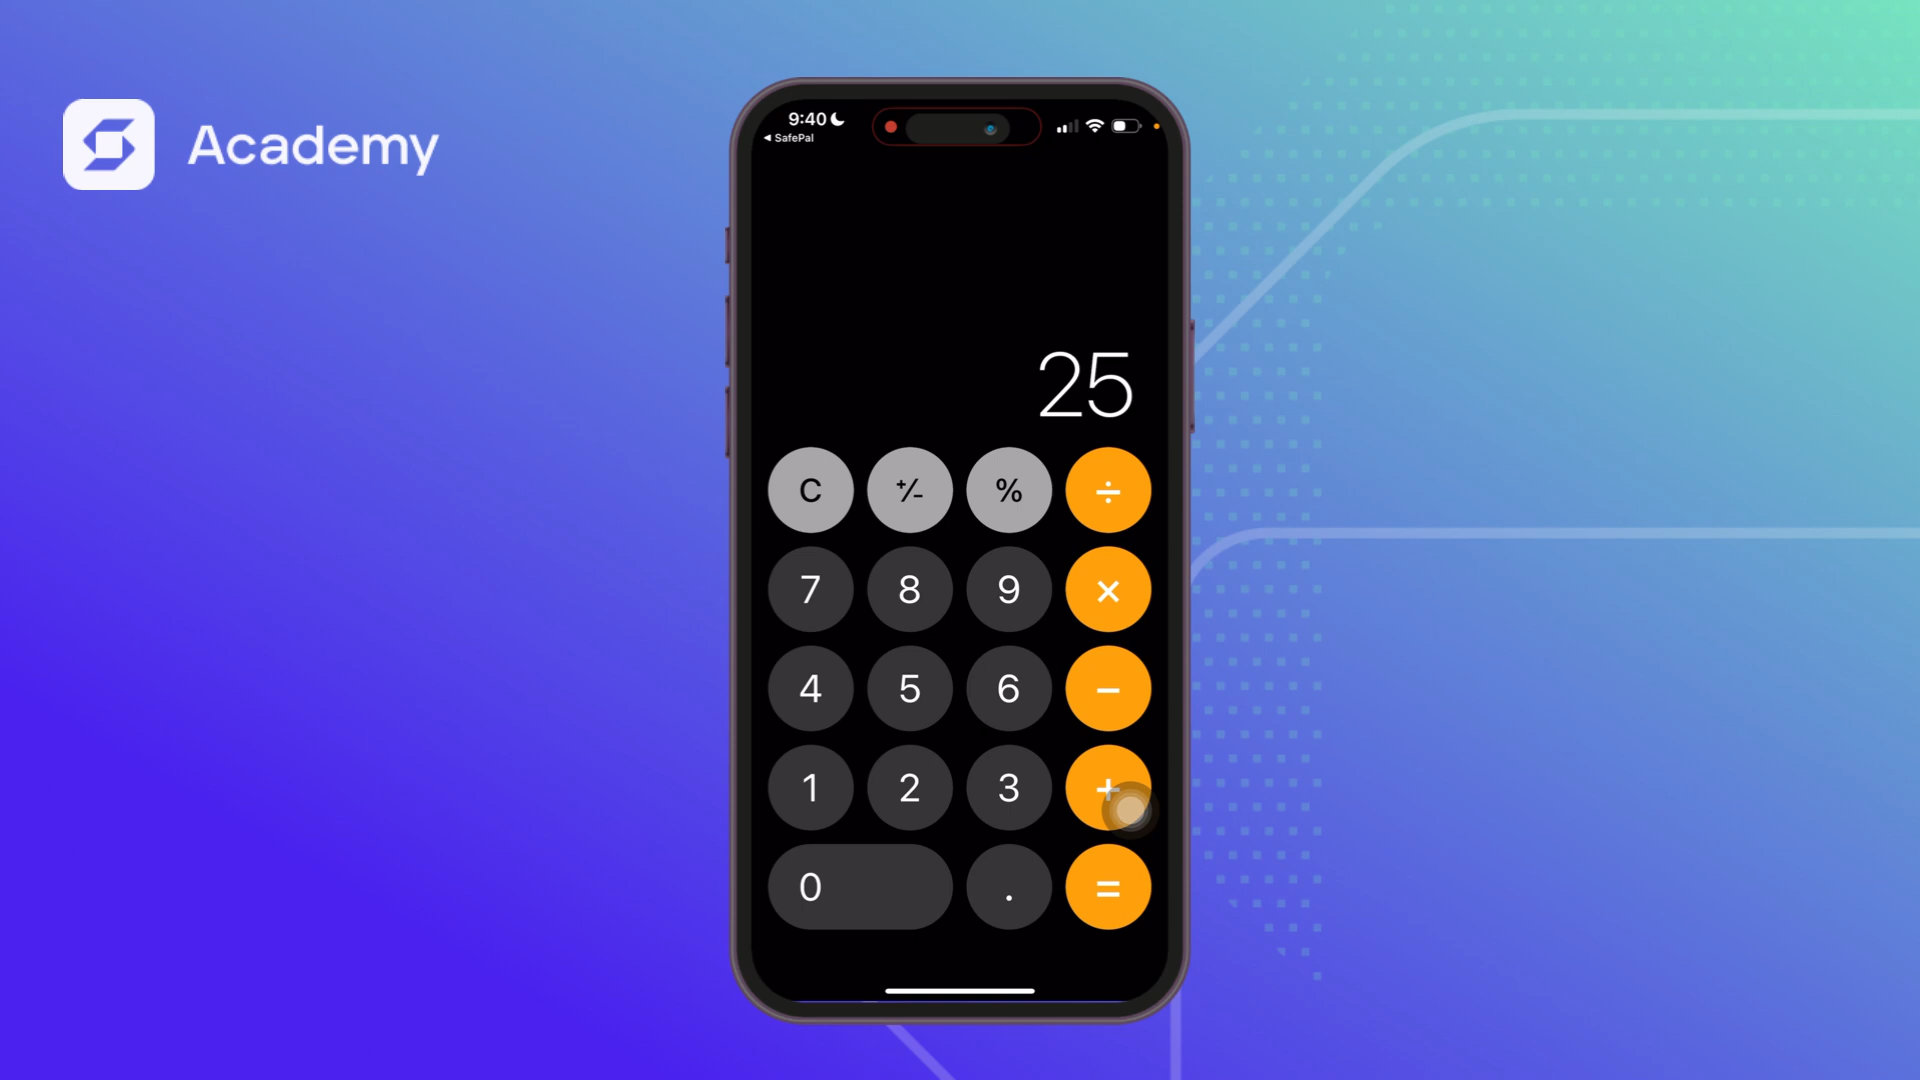 Academy
9:40
◀ SafePal
25
C +/- % ÷
7 8 9 ×
4 5 6 −
1 2 3 +
0 . =